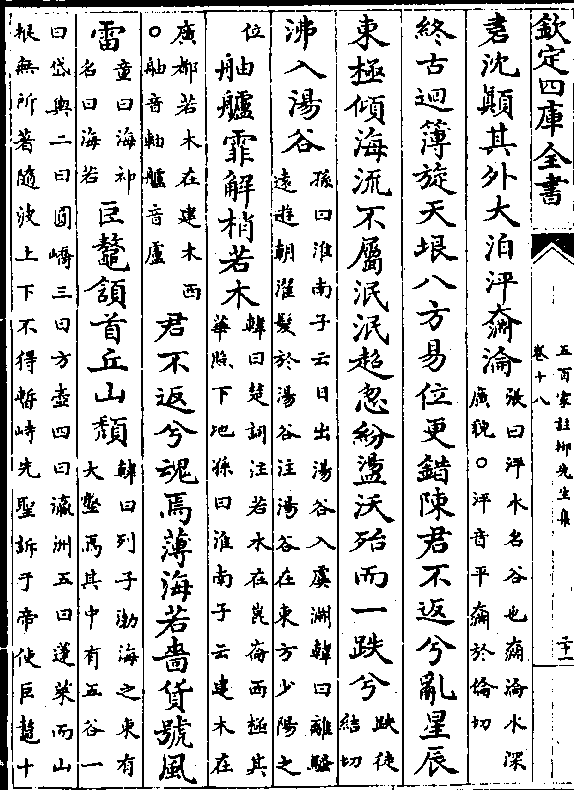 欽定四庫全書
五百家註柳先生集
卷十八
二十一
君沈顛其外大泊泙奫淪張曰泙水名谷也奫淪水深廣貌○泙音平奫於倫切
終古迴簿旋天垠八方易位更錯陳君不返兮亂星辰
東極傾海流不屬泯泯超忽紛盪沃殆而一跌兮跌徒結切
沸入湯谷孫曰淮南子云日出湯谷入虞淵韓曰離騷遠遊朝濯髮於湯谷注湯谷在東方少陽之
位舳艫霏解梢若木韓曰楚訓注若木在崑崙西極其華照下地孫曰淮南子云建木在
廣都若木在建木西○舳音軸艫音盧君不返兮魂焉薄海若嗇貨號風
雷童曰海神名曰海若巨鼇頷首丘山頹韓曰列子渤海之東有大壑焉其中有五谷一
曰岱輿二曰圓嶠三曰方壺四曰瀛洲五曰蓬萊而山
根無所著隨波上下不得蹔峙先聖訴于帝使巨鼇十